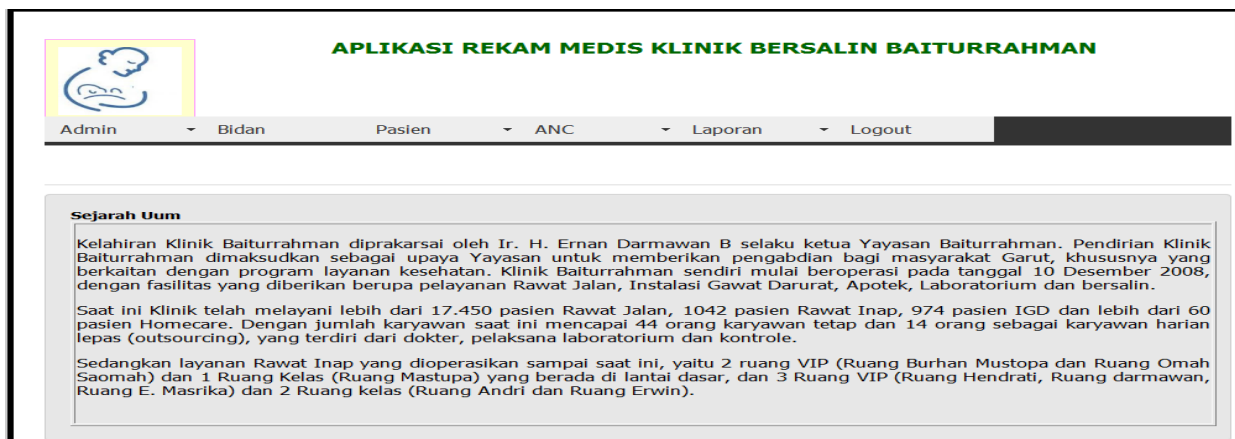 APLIKASI REKAM MEDIS KLINIK BERSALIN BAITURRAHMAN
Admin Bidan Pasien ANC Laporan Logout
Sejarah Uum
Kelahiran Klinik Baiturrahman diprakarsai oleh Ir. H. Ernan Darmawan B selaku ketua Yayasan Baiturrahman. Pendirian Klinik
Baiturrahman dimaksudkan sebagai upaya Yayasan untuk memberikan pengabdian bagi masyarakat Garut, khususnya yang
berkaitan dengan program layanan kesehatan. Klinik Baiturrahman sendiri mulai beroperasi pada tanggal 10 Desember 2008,
dengan fasilitas yang diberikan berupa pelayanan Rawat Jalan, Instalasi Gawat Darurat, Apotek, Laboratorium dan bersalin.
Saat ini Klinik telah melayani lebih dari 17.450 pasien Rawat Jalan, 1042 pasien Rawat Inap, 974 pasien IGD dan lebih dari 60
pasien Homecare. Dengan jumlah karyawan saat ini mencapai 44 orang karyawan tetap dan 14 orang sebagai karyawan harian
lepas (outsourcing), yang terdiri dari dokter, pelaksana laboratorium dan kontrole.
Sedangkan layanan Rawat Inap yang dioperasikan sampai saat ini, yaitu 2 ruang VIP (Ruang Burhan Mustopa dan Ruang Omah
Saomah) dan 1 Ruang Kelas (Ruang Mastupa) yang berada di lantai dasar, dan 3 Ruang VIP (Ruang Hendrati, Ruang darmawan,
Ruang E. Masrika) dan 2 Ruang kelas (Ruang Andri dan Ruang Erwin).